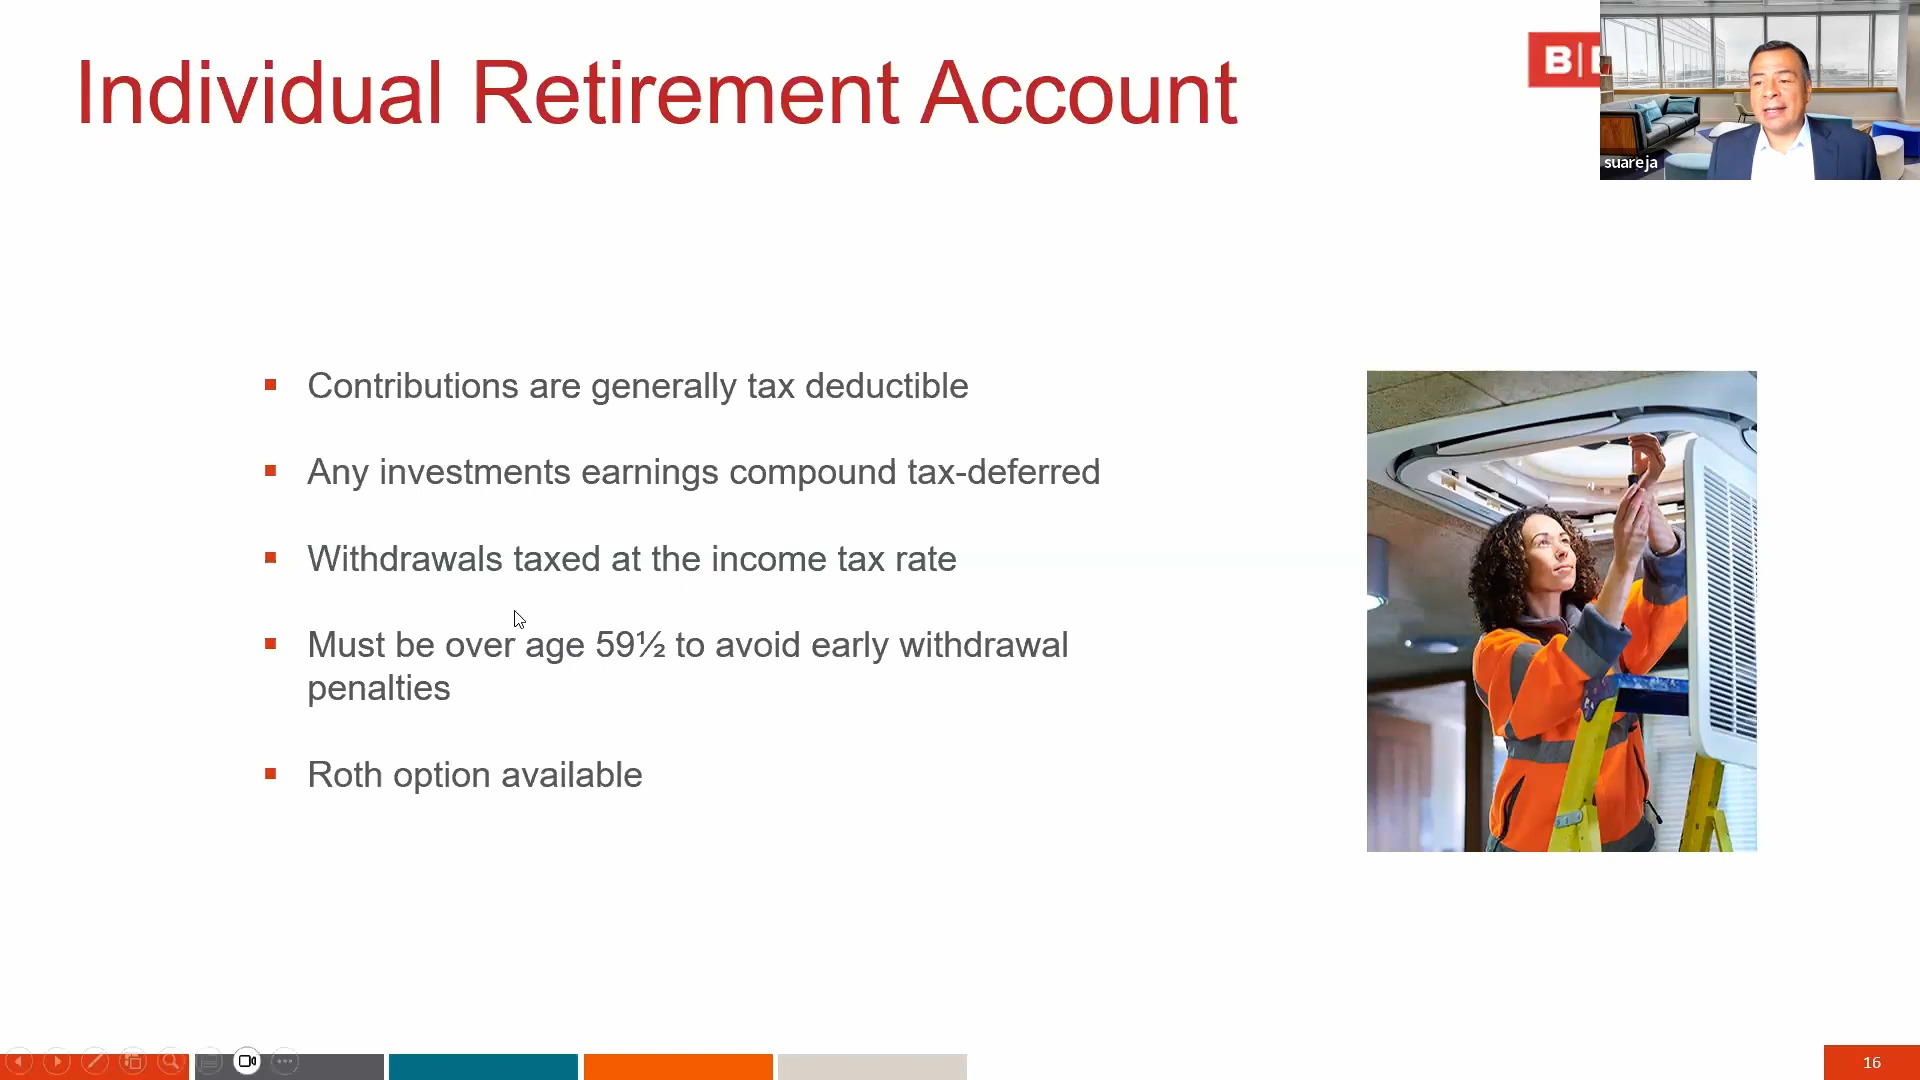 Individual Retirement Account
B
suareja
Contributions are generally tax deductible
Any investments earnings compound tax-deferred
Withdrawals taxed at the income tax rate
Must be over age 59½ to avoid early withdrawal
penalties
Roth option available
16